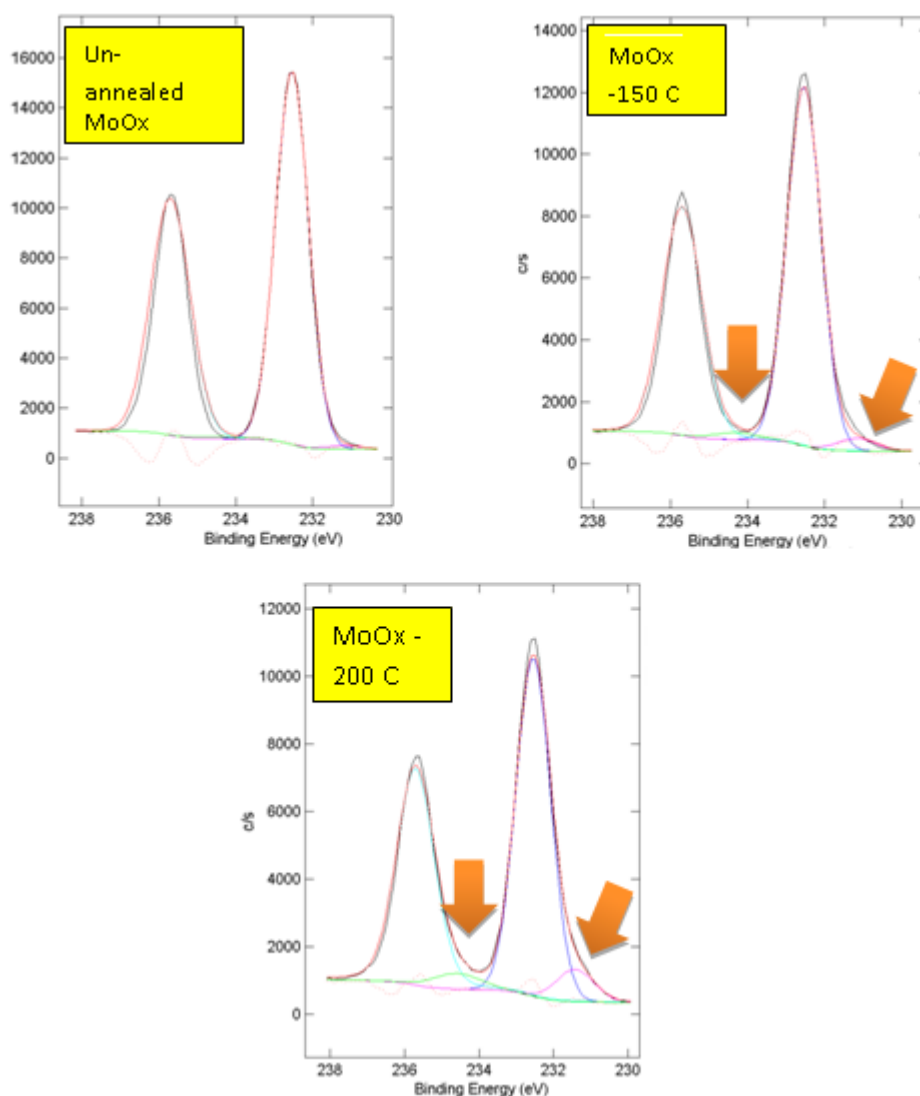 Un-
annealed
MoOx
16000
14000
12000
10000
8000
6000
4000
2000
0
238 236 234 232 230
Binding Energy (eV)
MoOx
-150 C
14000
12000
10000
8000
6000
4000
2000
0
c/s
238 236 234 232 230
Binding Energy (eV)
MoOx -
200 C
12000
10000
8000
6000
4000
2000
0
c/s
238 236 234 232 230
Binding Energy (eV)